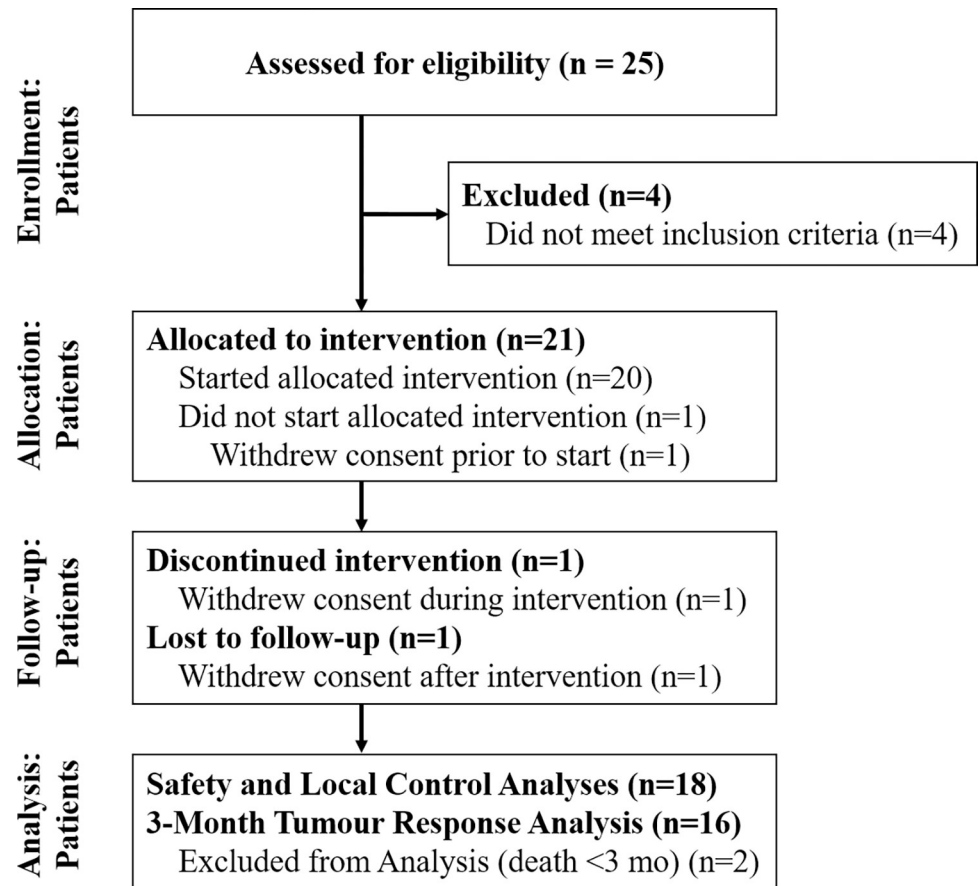 Enrollment:
Patients
Assessed for eligibility (n = 25)
Excluded (n=4)
Did not meet inclusion criteria (n=4)
Allocation:
Patients
Allocated to intervention (n=21)
Started allocated intervention (n=20)
Did not start allocated intervention (n=1)
Withdrew consent prior to start (n=1)
Follow-up:
Patients
Discontinued intervention (n=1)
Withdrew consent during intervention (n=1)
Lost to follow-up (n=1)
Withdrew consent after intervention (n=1)
Analysis:
Patients
Safety and Local Control Analyses (n=18)
3-Month Tumour Response Analysis (n=16)
Excluded from Analysis (death <3 mo) (n=2)